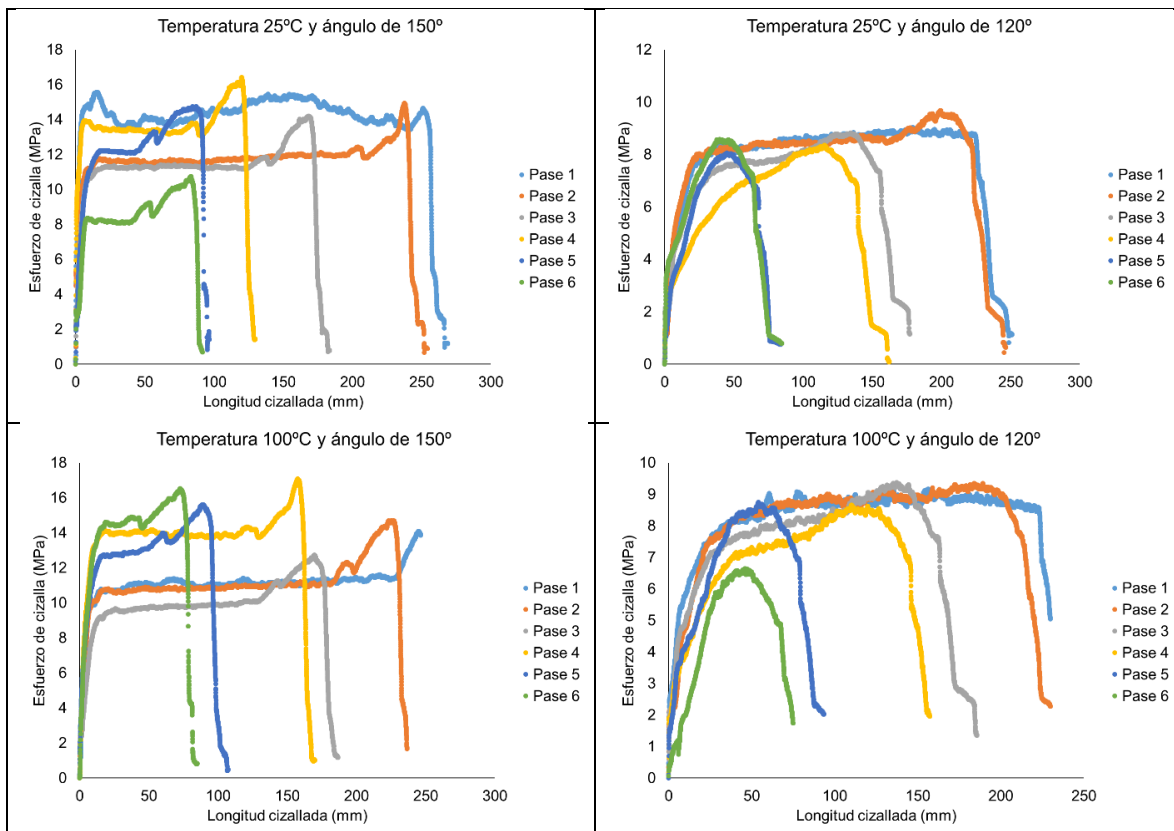 Temperatura 25ºC y ángulo de 150º
Esfuerzo de cizalla (MPa)
18
16
14
12
10
8
6
4
2
0
0 50 100 150 200 250 300
Longitud cizallada (mm)
Pase 1
Pase 2
Pase 3
Pase 4
Pase 5
Pase 6
Temperatura 25ºC y ángulo de 120º
Esfuerzo de cizalla (MPa)
12
10
8
6
4
2
0
0 50 100 150 200 250 300
Longitud cizallada (mm)
Pase 1
Pase 2
Pase 3
Pase 4
Pase 5
Pase 6
Temperatura 100ºC y ángulo de 150º
Esfuerzo de cizalla (MPa)
18
16
14
12
10
8
6
4
2
0
0 50 100 150 200 250 300
Longitud cizallada (mm)
Pase 1
Pase 2
Pase 3
Pase 4
Pase 5
Pase 6
Temperatura 100ºC y ángulo de 120º
Esfuerzo de cizalla (MPa)
10
9
8
7
6
5
4
3
2
1
0
0 50 100 150 200 250
Longitud cizallada (mm)
Pase 1
Pase 2
Pase 3
Pase 4
Pase 5
Pase 6